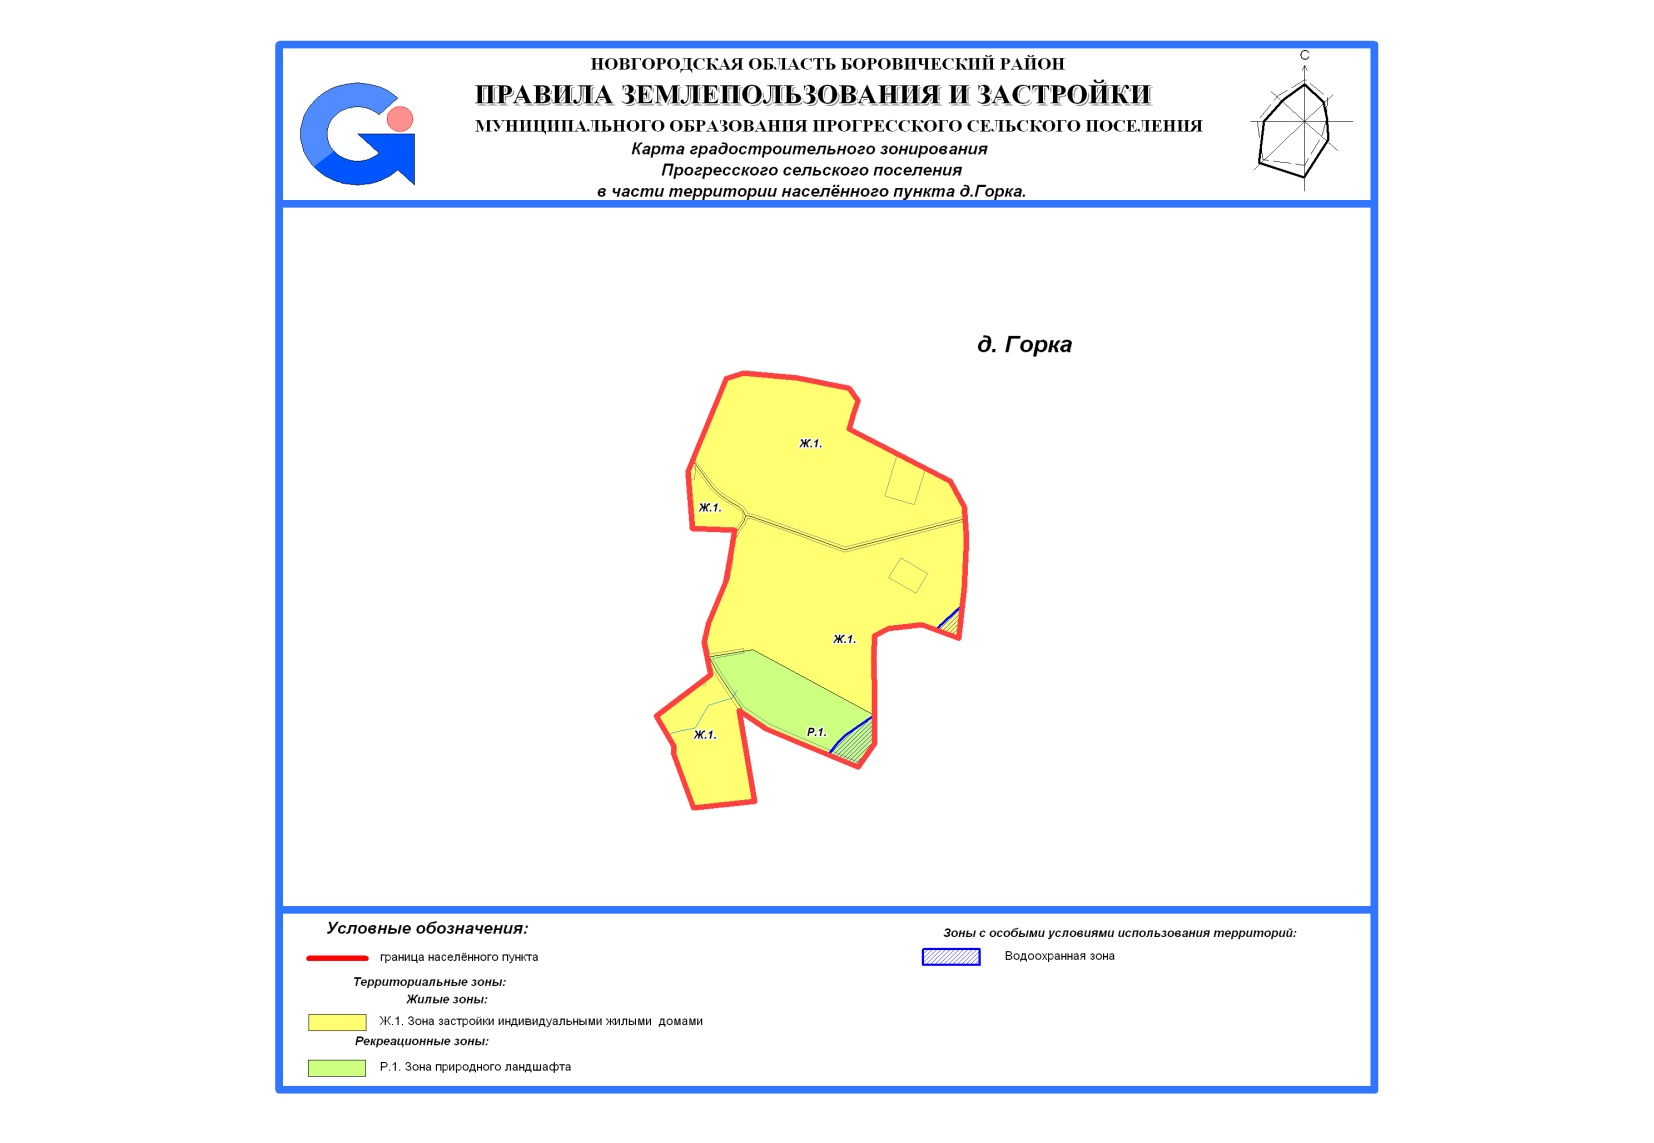 НОВГОРОДСКАЯ ОБЛАСТЬ БОРОВИЧЕСКИЙ РАЙОН
ПРАВИЛА ЗЕМЛЕПОЛЬЗОВАНИЯ И ЗАСТРОЙКИ
МУНИЦИПАЛЬНОГО ОБРАЗОВАНИЯ ПРОГРЕССКОГО СЕЛЬСКОГО ПОСЕЛЕНИЯ
Карта градостроительного зонирования
Прогресского сельского поселения
в части территории населённого пункта д.Горка.
С
д. Горка
Ж.1.
Ж.1.
Ж.1.
Р.1.
Ж.1.
Условные обозначения:
граница населённого пункта
Территориальные зоны:
Жилые зоны:
Ж.1. Зона застройки индивидуальными жилыми домами
Рекреационные зоны:
Р.1. Зона природного ландшафта
Зоны с особыми условиями использования территорий:
Водоохранная зона